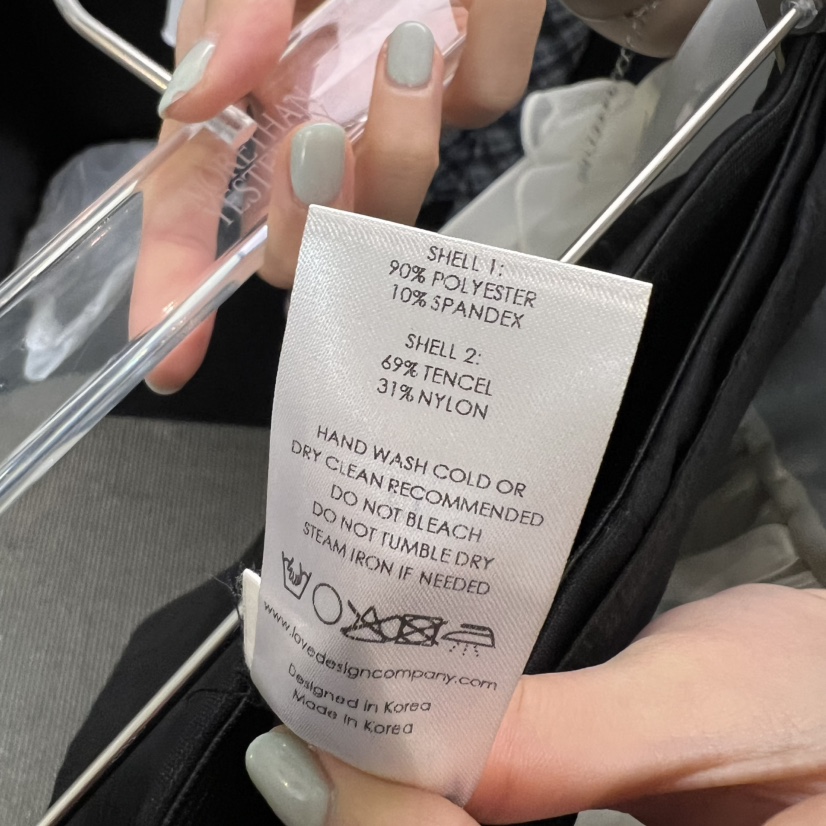 SHELL 1:
90% POLYESTER
10% SPANDEX
SHELL 2:
69% TENCEL
31% NYLON
HAND WASH COLD OR
DRY CLEAN RECOMMENDED
DO NOT BLEACH
DO NOT TUMBLE DRY
STEAM IRON IF NEEDED
www.lovedesigncompany.com
Designed in Korea
Made in Korea